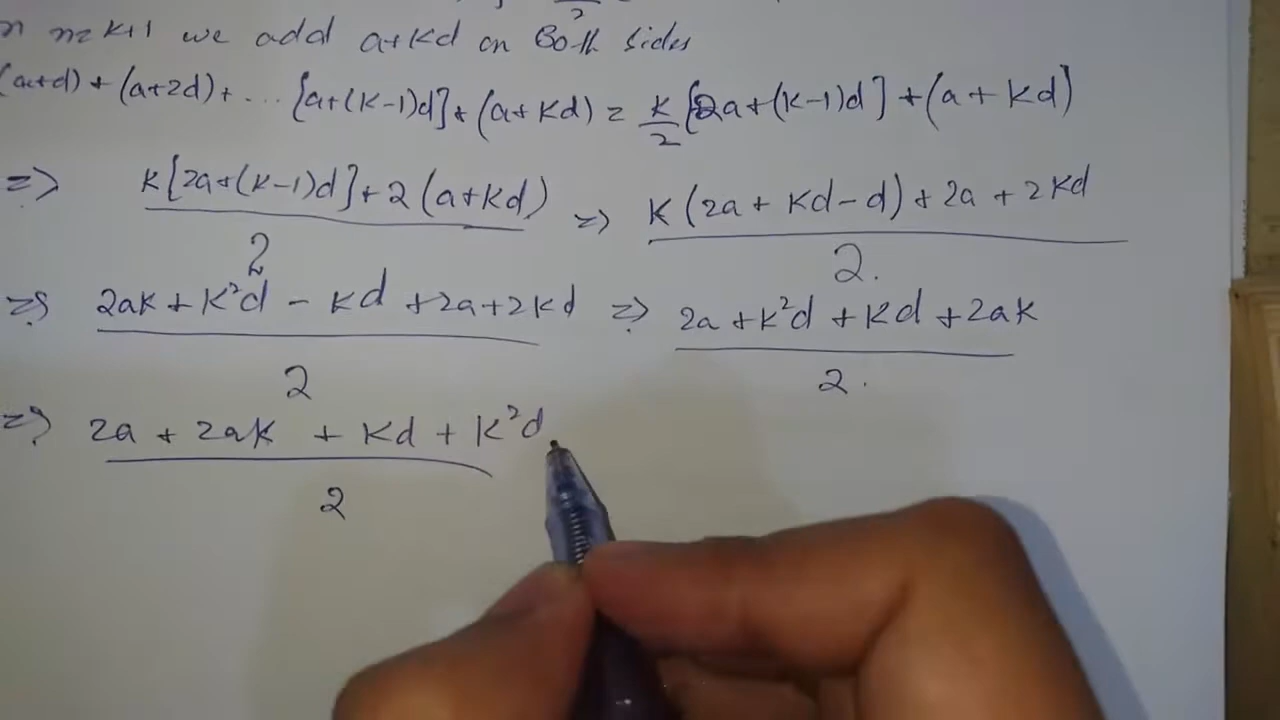 2
n n=k+1 we add a+kd on Both sides
(a+d) + (a+2d)+ ... [a+(k-1)d]+(a+kd) = k/2 [2a+(k-1)d] +(a+kd)
=> k[2a+(k-1)d]+2(a+kd) / 2 => k(2a+kd-d)+2a+2kd / 2.
=> 2ak+k²d-kd+2a+2kd / 2 => 2a+k²d+kd+2ak / 2.
=> 2a+2ak+kd+k²d / 2